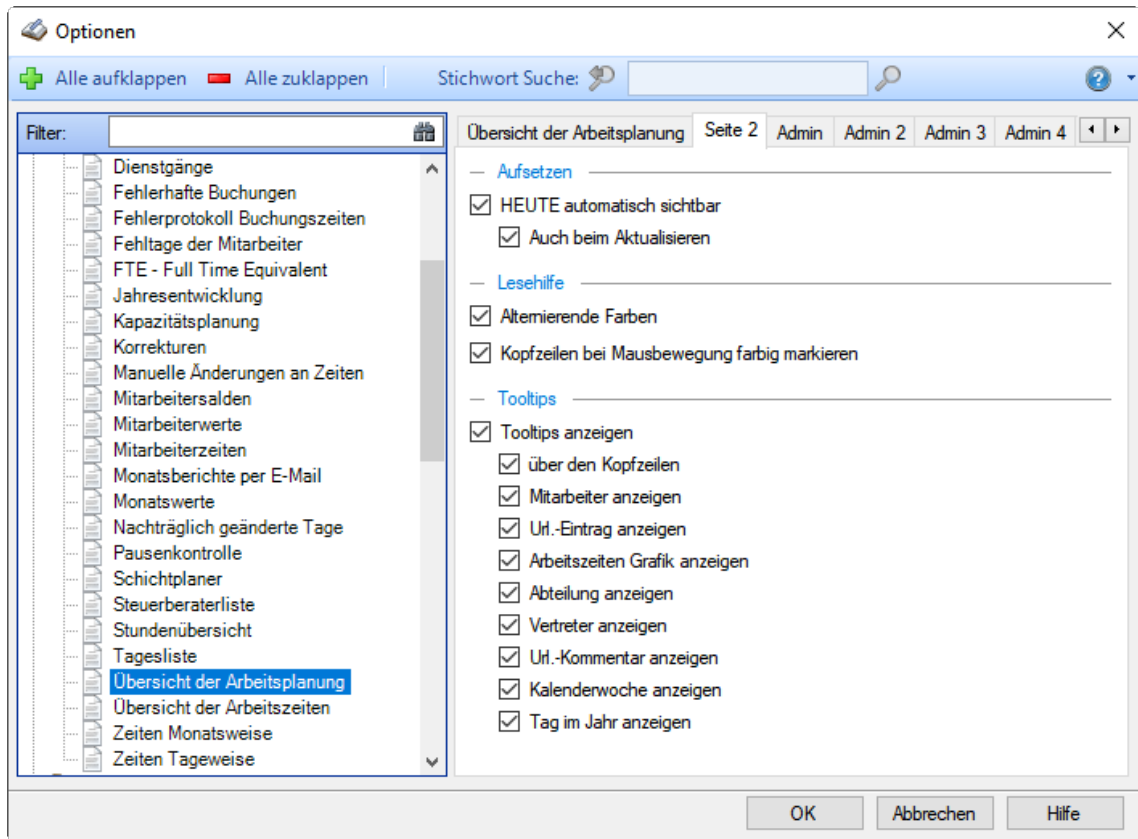 Optionen
Alle aufklappen Alle zuklappen Stichwort Suche:
Filter:
Dienstgänge
Fehlerhafte Buchungen
Fehlerprotokoll Buchungszeiten
Fehltage der Mitarbeiter
FTE - Full Time Equivalent
Jahresentwicklung
Kapazitätsplanung
Korrekturen
Manuelle Änderungen an Zeiten
Mitarbeitersalden
Mitarbeiterwerte
Mitarbeiterzeiten
Monatsberichte per E-Mail
Monatswerte
Nachträglich geänderte Tage
Pausenkontrolle
Schichtplaner
Steuerberaterliste
Stundenübersicht
Tagesliste
Übersicht der Arbeitsplanung
Übersicht der Arbeitszeiten
Zeiten Monatsweise
Zeiten Tageweise
Übersicht der Arbeitsplanung Seite 2 Admin Admin 2 Admin 3 Admin 4
Aufsetzen
HEUTE automatisch sichtbar
Auch beim Aktualisieren
Lesehilfe
Alternierende Farben
Kopfzeilen bei Mausbewegung farbig markieren
Tooltips
Tooltips anzeigen
über den Kopfzeilen
Mitarbeiter anzeigen
Url.-Eintrag anzeigen
Arbeitszeiten Grafik anzeigen
Abteilung anzeigen
Vertreter anzeigen
Url.-Kommentar anzeigen
Kalenderwoche anzeigen
Tag im Jahr anzeigen
OK Abbrechen Hilfe